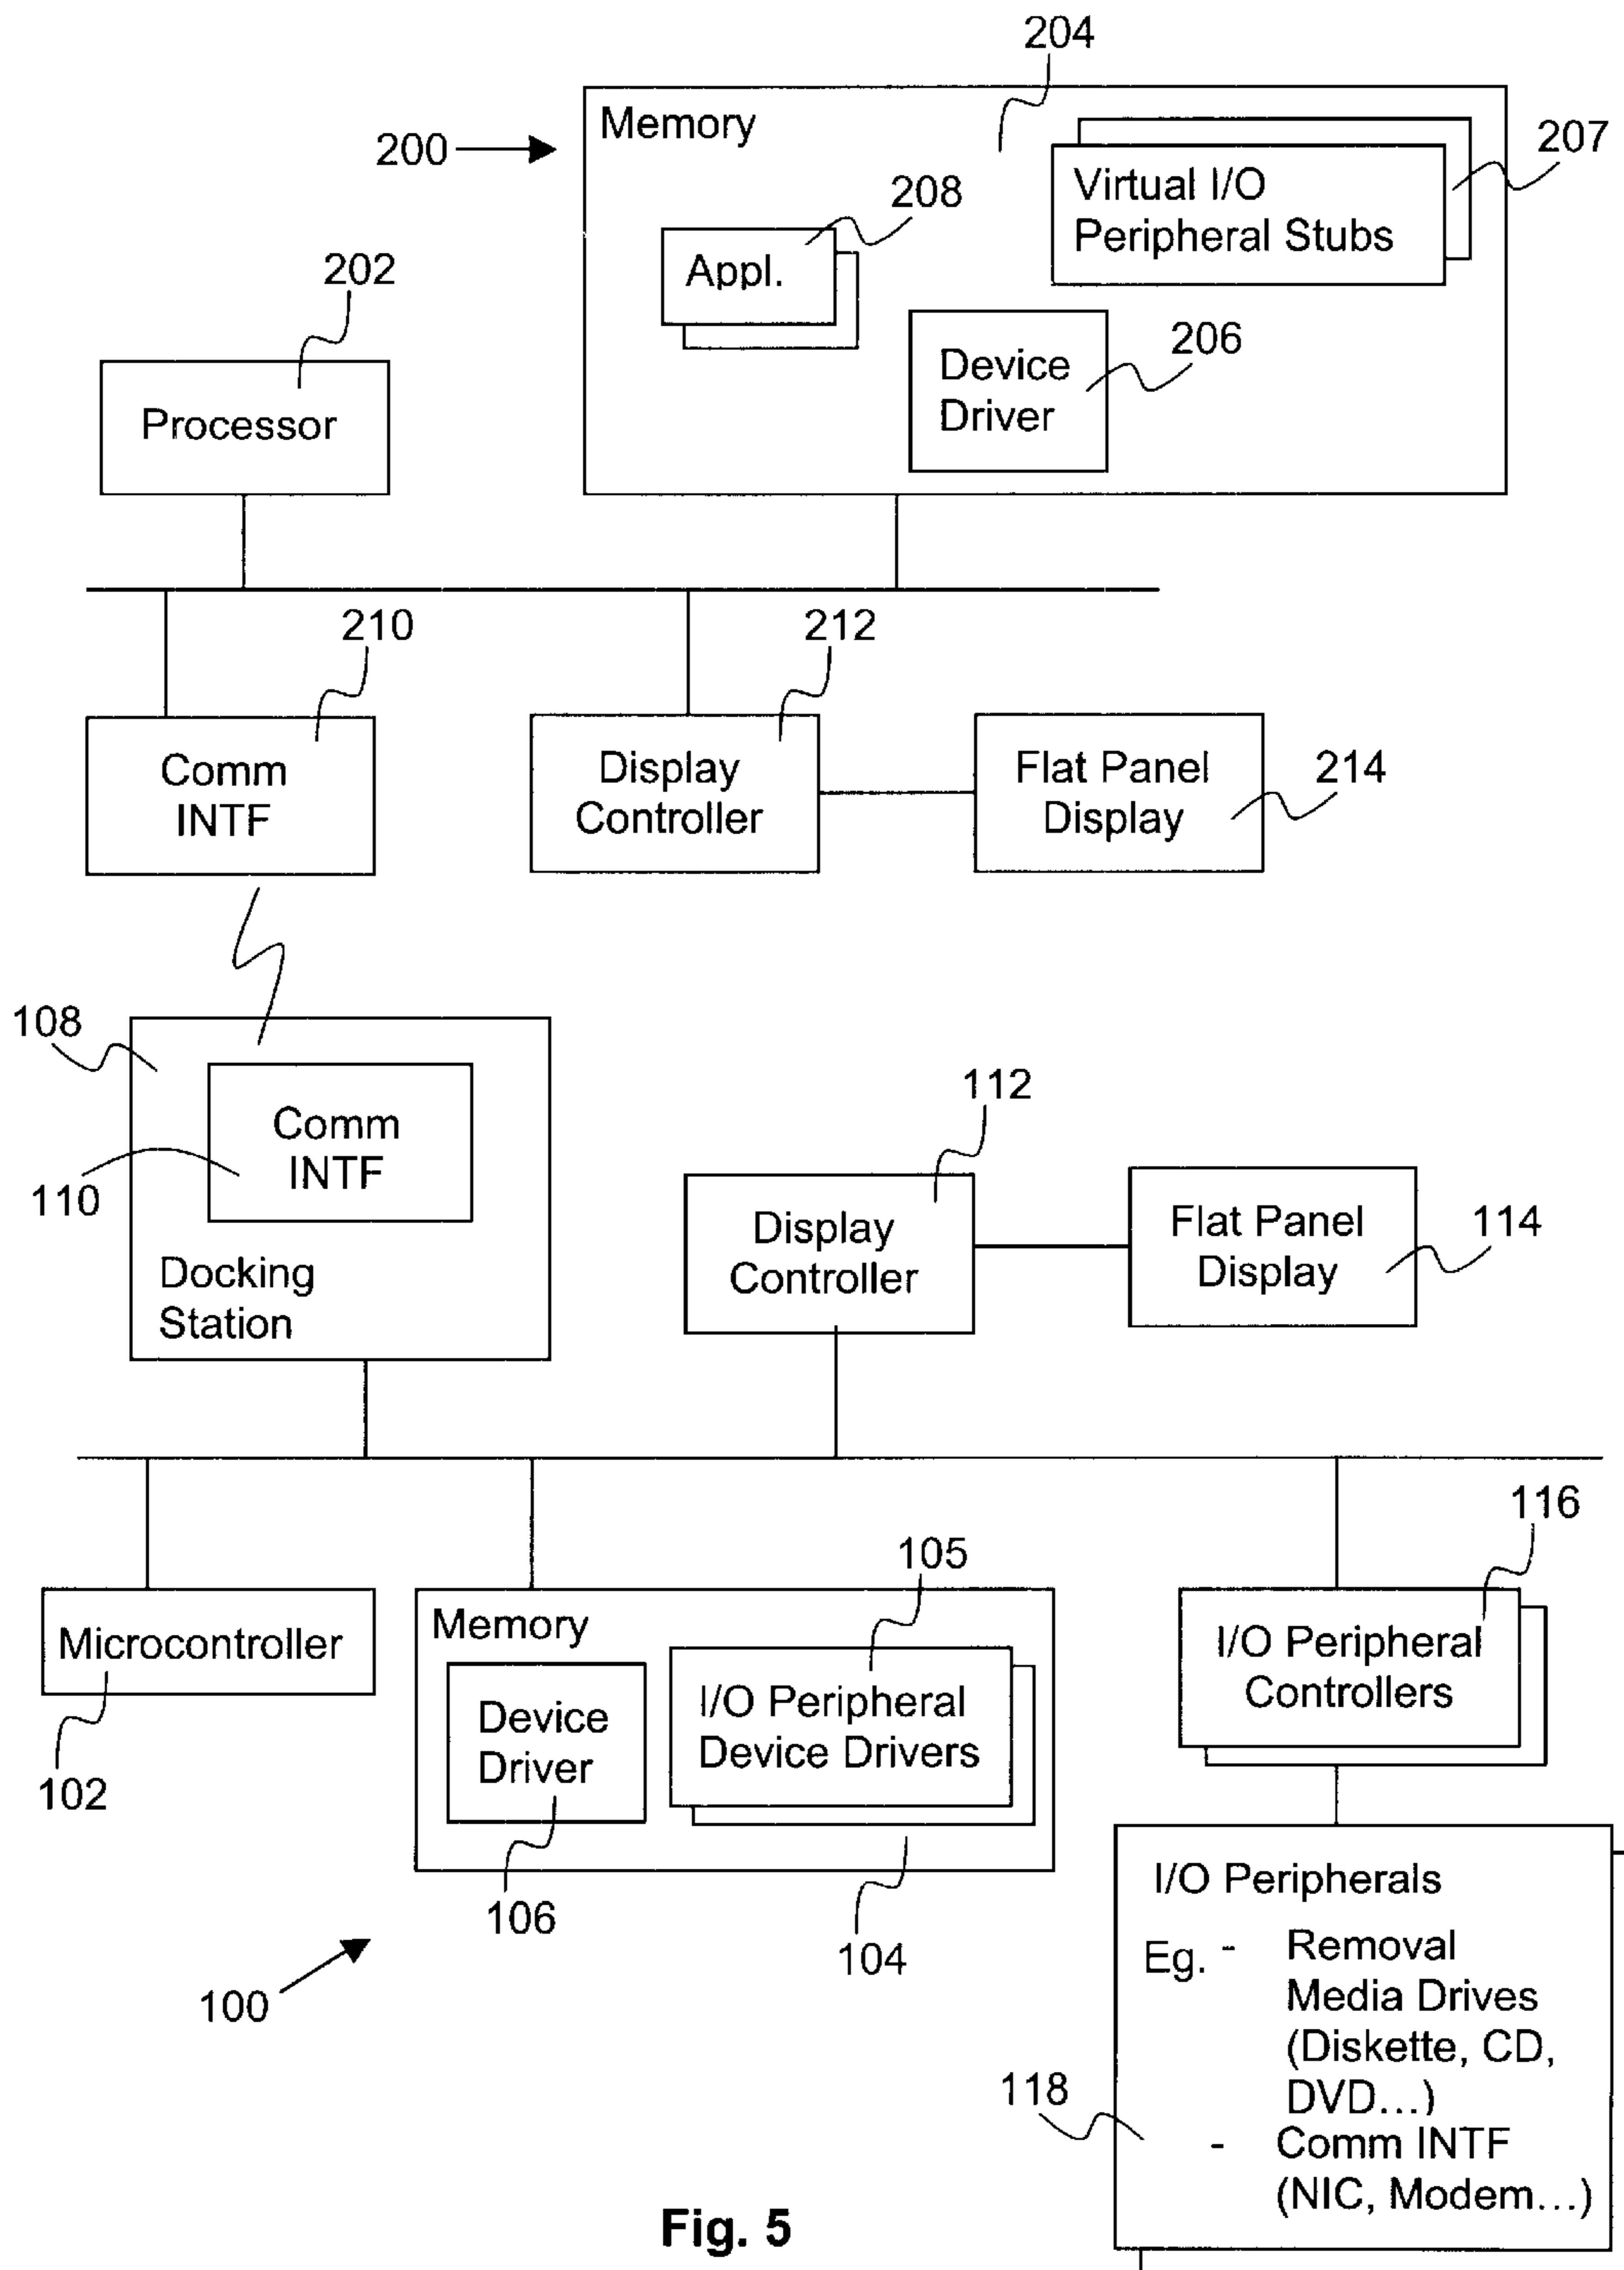 204
Memory
200
207
Virtual I/O
Peripheral Stubs
208
Appl.
202
206
Device
Driver
Processor
210
212
Comm
INTF
Display
Controller
Flat Panel
Display
214
108
Comm
INTF
110
Docking
Station
112
Display
Controller
Flat Panel
Display
114
116
105
Microcontroller
102
Memory
Device
Driver
I/O Peripheral
Device Drivers
I/O Peripheral
Controllers
106
104
100
I/O Peripherals
Eg. - Removal
Media Drives
(Diskette, CD,
DVD...)
- Comm INTF
(NIC, Modem...)
118
Fig. 5